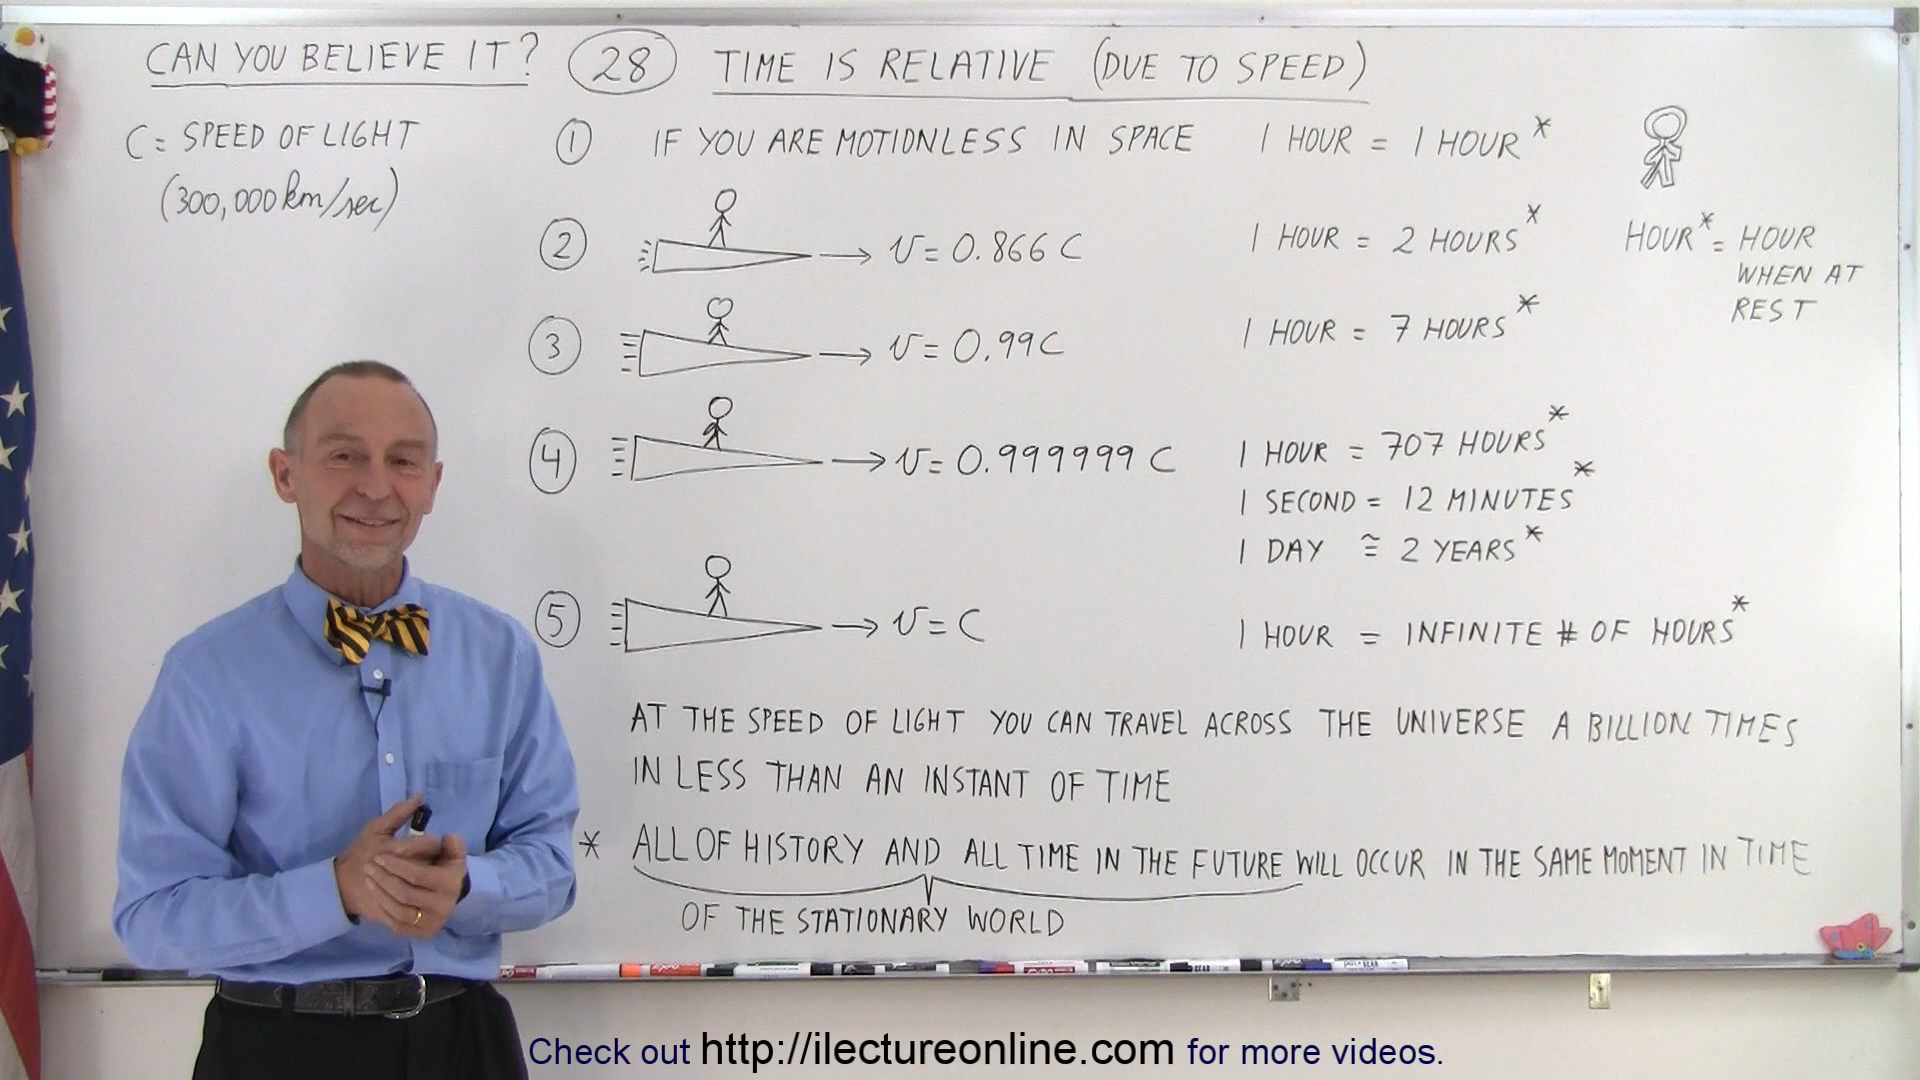 CAN YOU BELIEVE IT? 28 TIME IS RELATIVE (DUE TO SPEED)
C = SPEED OF LIGHT
(300,000 km/sec)
1 IF YOU ARE MOTIONLESS IN SPACE 1 HOUR = 1 HOUR*
2 → v = 0.866 C 1 HOUR = 2 HOURS*
HOUR* = HOUR
WHEN AT
REST
3 → v = 0.99C 1 HOUR = 7 HOURS*
4 → v = 0.999999 C 1 HOUR = 707 HOURS*
1 SECOND = 12 MINUTES*
1 DAY ≅ 2 YEARS*
5 → v = C 1 HOUR = INFINITE # OF HOURS*
AT THE SPEED OF LIGHT YOU CAN TRAVEL ACROSS THE UNIVERSE A BILLION TIMES
IN LESS THAN AN INSTANT OF TIME
* ALL OF HISTORY AND ALL TIME IN THE FUTURE WILL OCCUR IN THE SAME MOMENT IN TIME
OF THE STATIONARY WORLD
Check out http://ilectureonline.com for more videos.